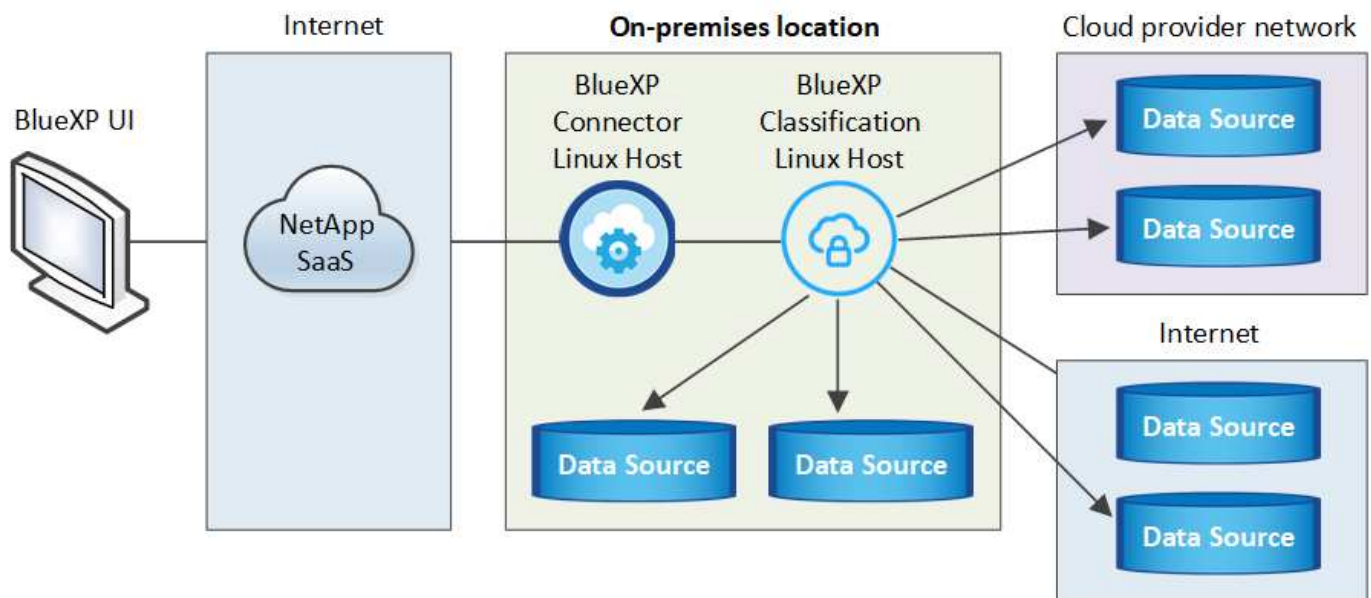 Internet
On-premises location
Cloud provider network
BlueXP UI
NetApp
SaaS
BlueXP
Connector
Linux Host
BlueXP
Classification
Linux Host
Data Source
Data Source
Data Source
Data Source
Internet
Data Source
Data Source